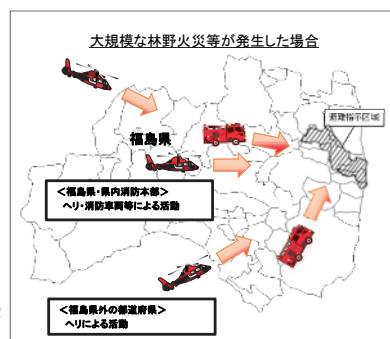 大規模な林野火災等が発生した場合
避難指示区域
福島県
＜福島県・県内消防本部＞
ヘリ・消防車両等による活動
＜福島県外の都道府県＞
ヘリによる活動